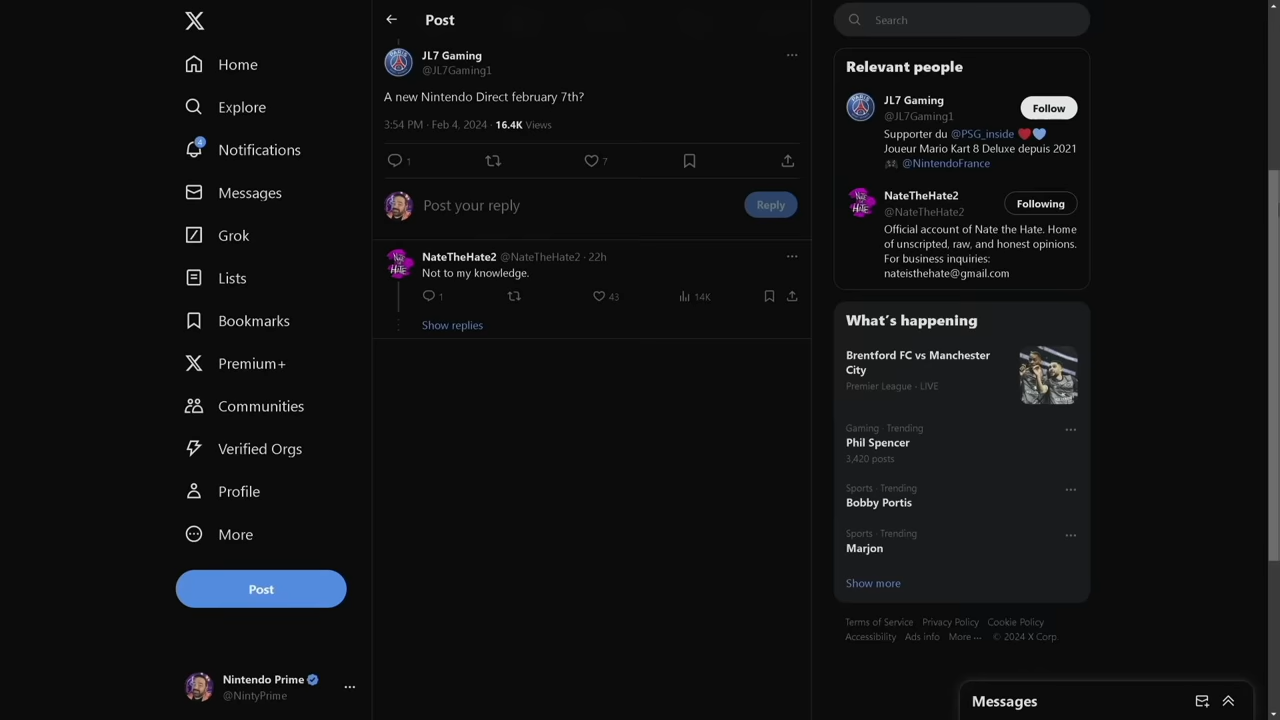 Home
Explore
4
Notifications
Messages
Grok
Lists
Bookmarks
Premium+
Communities
Verified Orgs
Profile
More
Post
Nintendo Prime
@NintyPrime
Post
JL7 Gaming
@JL7Gaming1
A new Nintendo Direct february 7th?
3:54 PM · Feb 4, 2024 · 16.4K Views
1
7
Post your reply
Reply
NateTheHate2 @NateTheHate2 · 22h
Not to my knowledge.
1
43
14K
Show replies
Search
Relevant people
JL7 Gaming
@JL7Gaming1
Follow
Supporter du @PSG_inside ❤️💙
Joueur Mario Kart 8 Deluxe depuis 2021
🎮 @NintendoFrance
NateTheHate2
@NateTheHate2
Following
Official account of Nate the Hate. Home
of unscripted, raw, and honest opinions.
For business inquiries:
nateisthehate@gmail.com
What's happening
Brentford FC vs Manchester
City
Premier League · LIVE
Gaming · Trending
Phil Spencer
3,420 posts
Sports · Trending
Bobby Portis
Sports · Trending
Marjon
Show more
Terms of Service Privacy Policy Cookie Policy
Accessibility Ads info More ··· © 2024 X Corp.
Messages